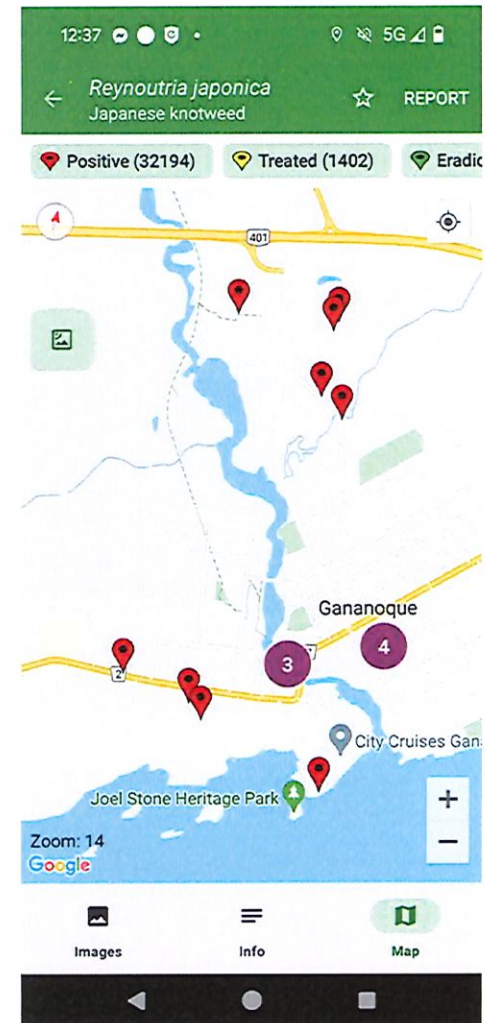 12:37 5G
Reynoutria japonica
Japanese knotweed
REPORT
Positive (32194)
Treated (1402)
Eradic
401
Gananoque
3
4
2
City Cruises Gan
Joel Stone Heritage Park
+
−
Zoom: 14
Google
Images
Info
Map